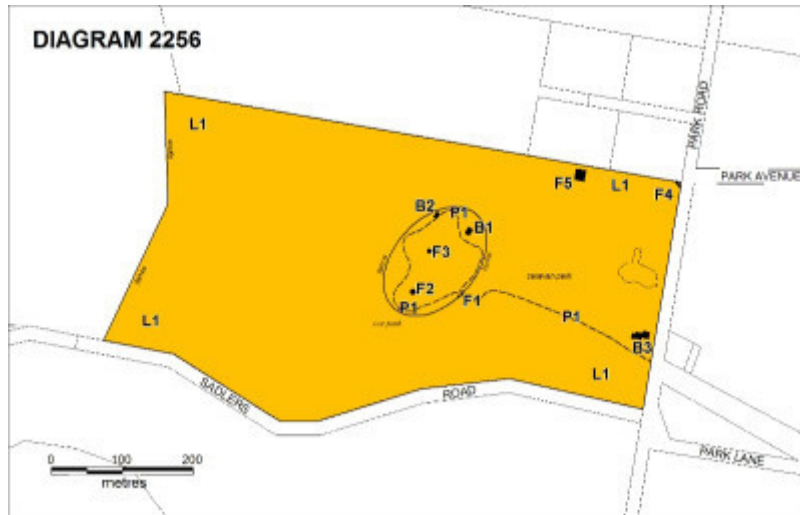 DIAGRAM 2256
L1
PARK ROAD
PARK AVENUE
F5
L1
F4
B2
P1
B1
F3
F2
P1
F1
P1
L1
B3
L1
SADLERS
ROAD
PARK LANE
0 100 200
metres